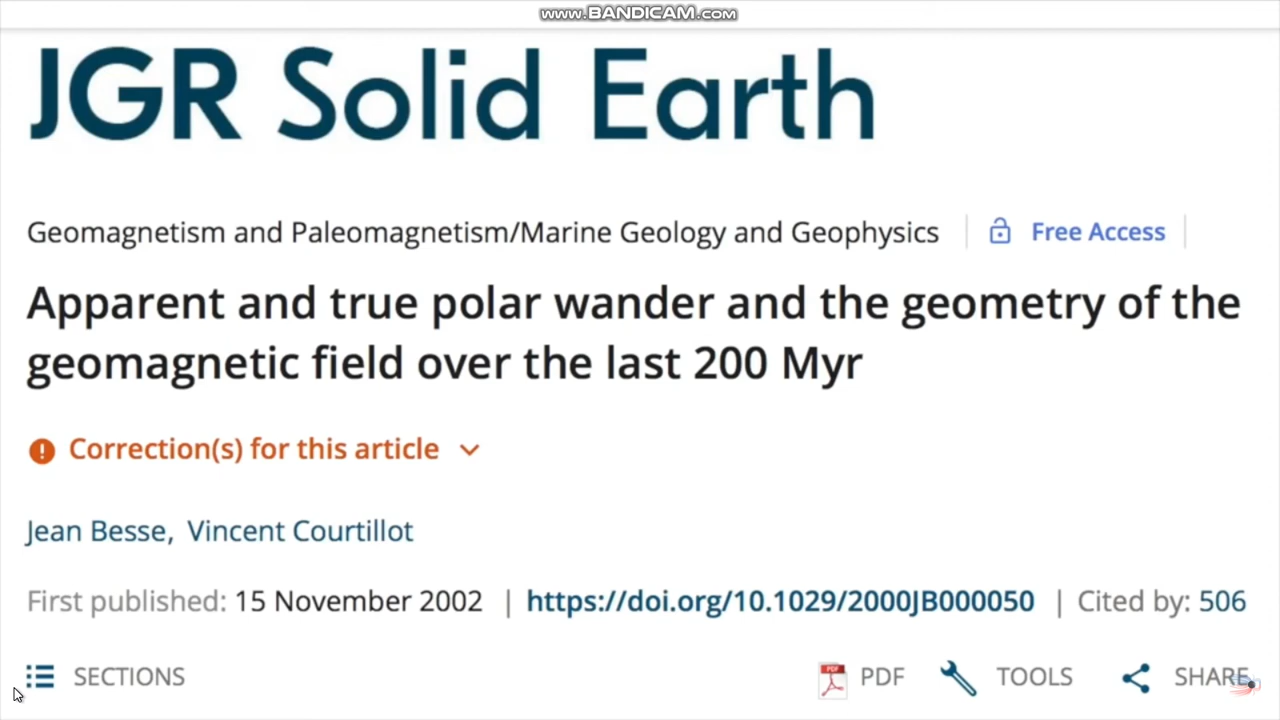 www.BANDICAM.com
JGR Solid Earth
Geomagnetism and Paleomagnetism/Marine Geology and Geophysics | Free Access |
Apparent and true polar wander and the geometry of the
geomagnetic field over the last 200 Myr
Correction(s) for this article
Jean Besse, Vincent Courtillot
First published: 15 November 2002 | https://doi.org/10.1029/2000JB000050 | Cited by: 506
SECTIONS PDF PDF TOOLS SHARE